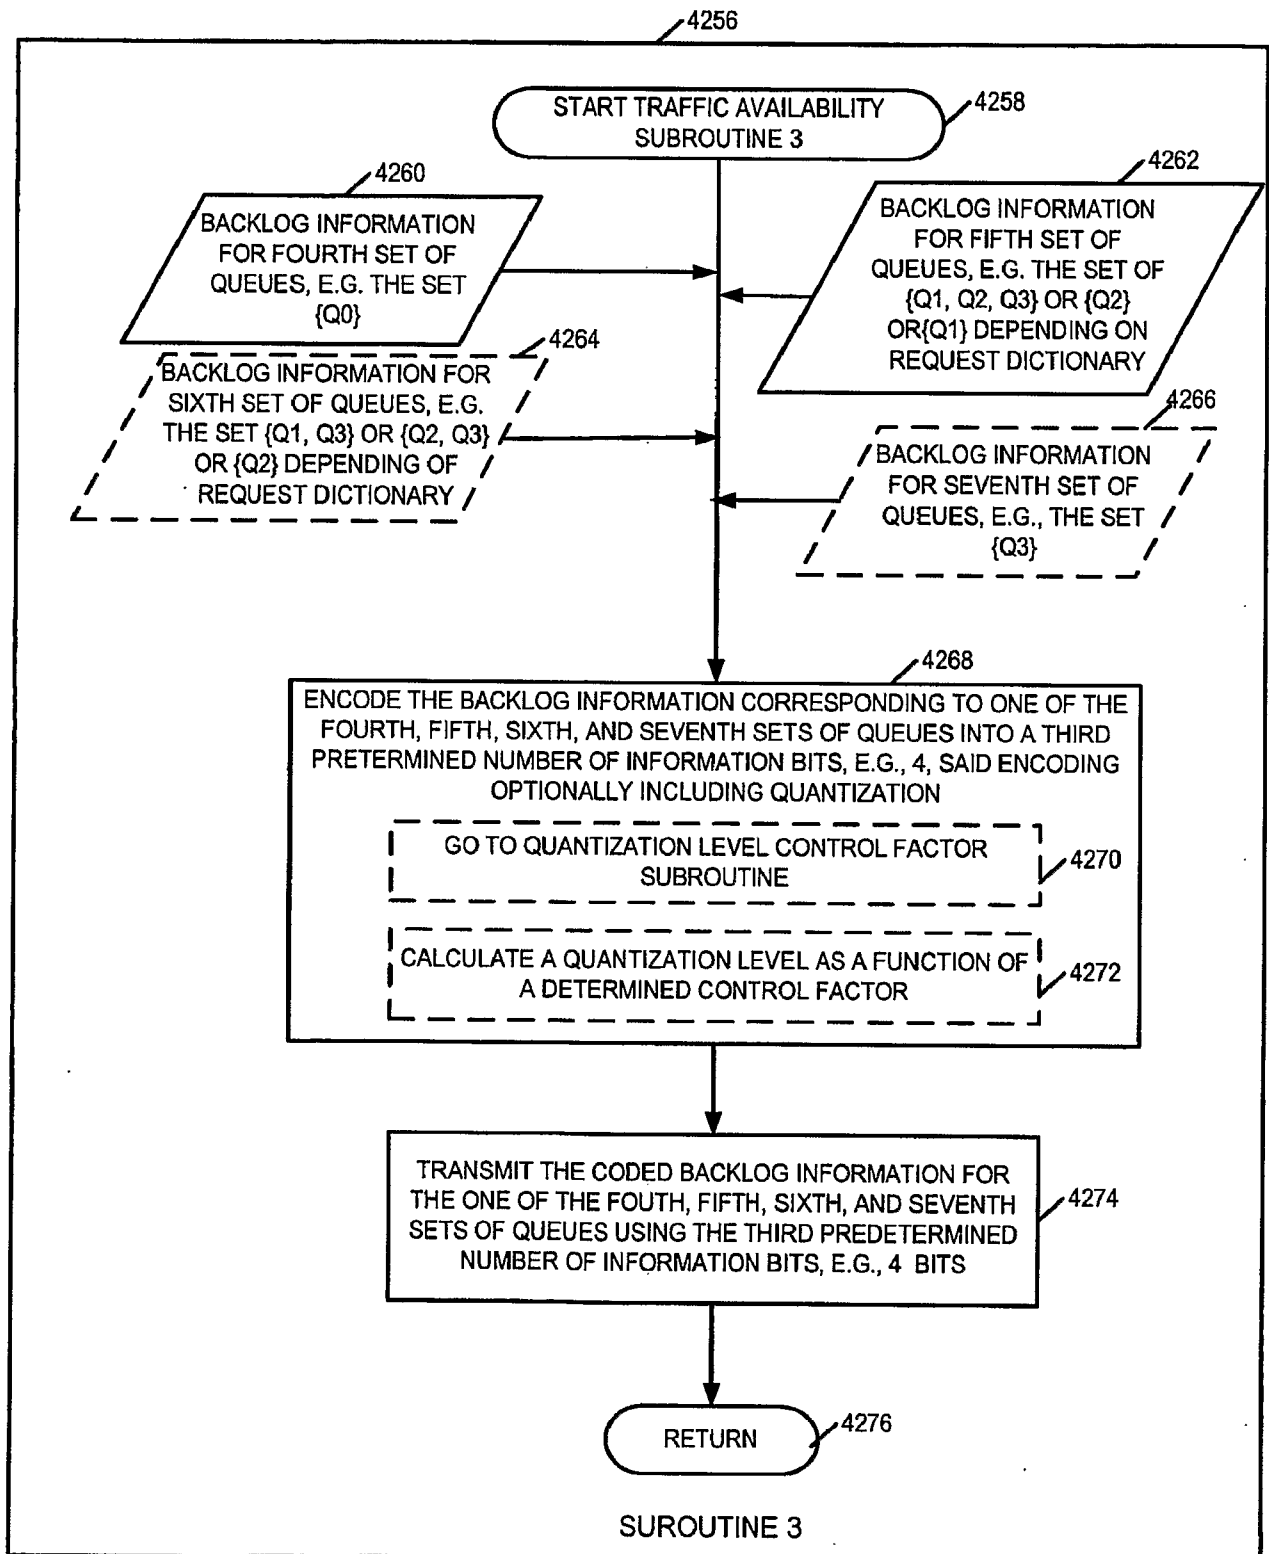 4256
START TRAFFIC AVAILABILITY
SUBROUTINE 3
4258
4260
BACKLOG INFORMATION
FOR FOURTH SET OF
QUEUES, E.G. THE SET
{Q0}
4262
BACKLOG INFORMATION
FOR FIFTH SET OF
QUEUES, E.G. THE SET OF
{Q1, Q2, Q3} OR {Q2}
OR{Q1} DEPENDING ON
REQUEST DICTIONARY
4264
BACKLOG INFORMATION FOR
SIXTH SET OF QUEUES, E.G.
THE SET {Q1, Q3} OR {Q2, Q3}
OR {Q2} DEPENDING OF
REQUEST DICTIONARY
4266
BACKLOG INFORMATION
FOR SEVENTH SET OF
QUEUES, E.G., THE SET
{Q3}
4268
ENCODE THE BACKLOG INFORMATION CORRESPONDING TO ONE OF THE
FOURTH, FIFTH, SIXTH, AND SEVENTH SETS OF QUEUES INTO A THIRD
PRETERMINED NUMBER OF INFORMATION BITS, E.G., 4, SAID ENCODING
OPTIONALLY INCLUDING QUANTIZATION
GO TO QUANTIZATION LEVEL CONTROL FACTOR
SUBROUTINE
4270
CALCULATE A QUANTIZATION LEVEL AS A FUNCTION OF
A DETERMINED CONTROL FACTOR
4272
TRANSMIT THE CODED BACKLOG INFORMATION FOR
THE ONE OF THE FOUTH, FIFTH, SIXTH, AND SEVENTH
SETS OF QUEUES USING THE THIRD PREDETERMINED
NUMBER OF INFORMATION BITS, E.G., 4 BITS
4274
RETURN
4276
SUROUTINE 3